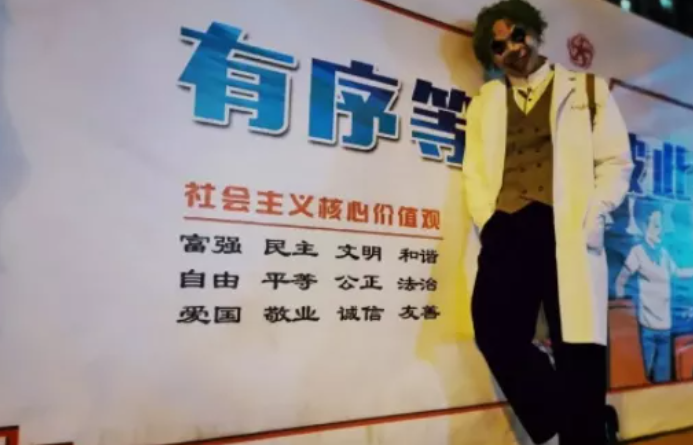 有序等
社会主义核心价值观
富强 民主 文明 和谐
自由 平等 公正 法治
爱国 敬业 诚信 友善